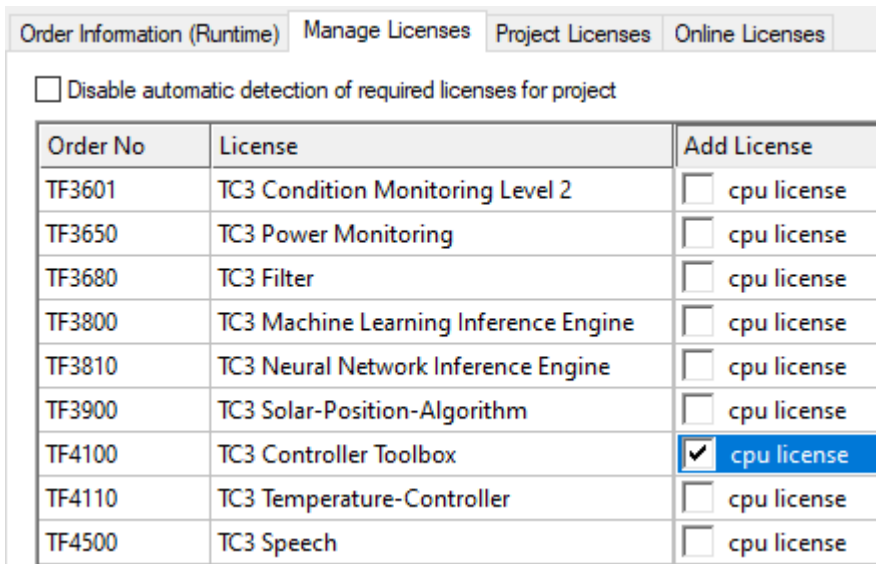 Order Information (Runtime) Manage Licenses Project Licenses Online Licenses
Disable automatic detection of required licenses for project
Order No License Add License
TF3601 TC3 Condition Monitoring Level 2 cpu license
TF3650 TC3 Power Monitoring cpu license
TF3680 TC3 Filter cpu license
TF3800 TC3 Machine Learning Inference Engine cpu license
TF3810 TC3 Neural Network Inference Engine cpu license
TF3900 TC3 Solar-Position-Algorithm cpu license
TF4100 TC3 Controller Toolbox cpu license
TF4110 TC3 Temperature-Controller cpu license
TF4500 TC3 Speech cpu license